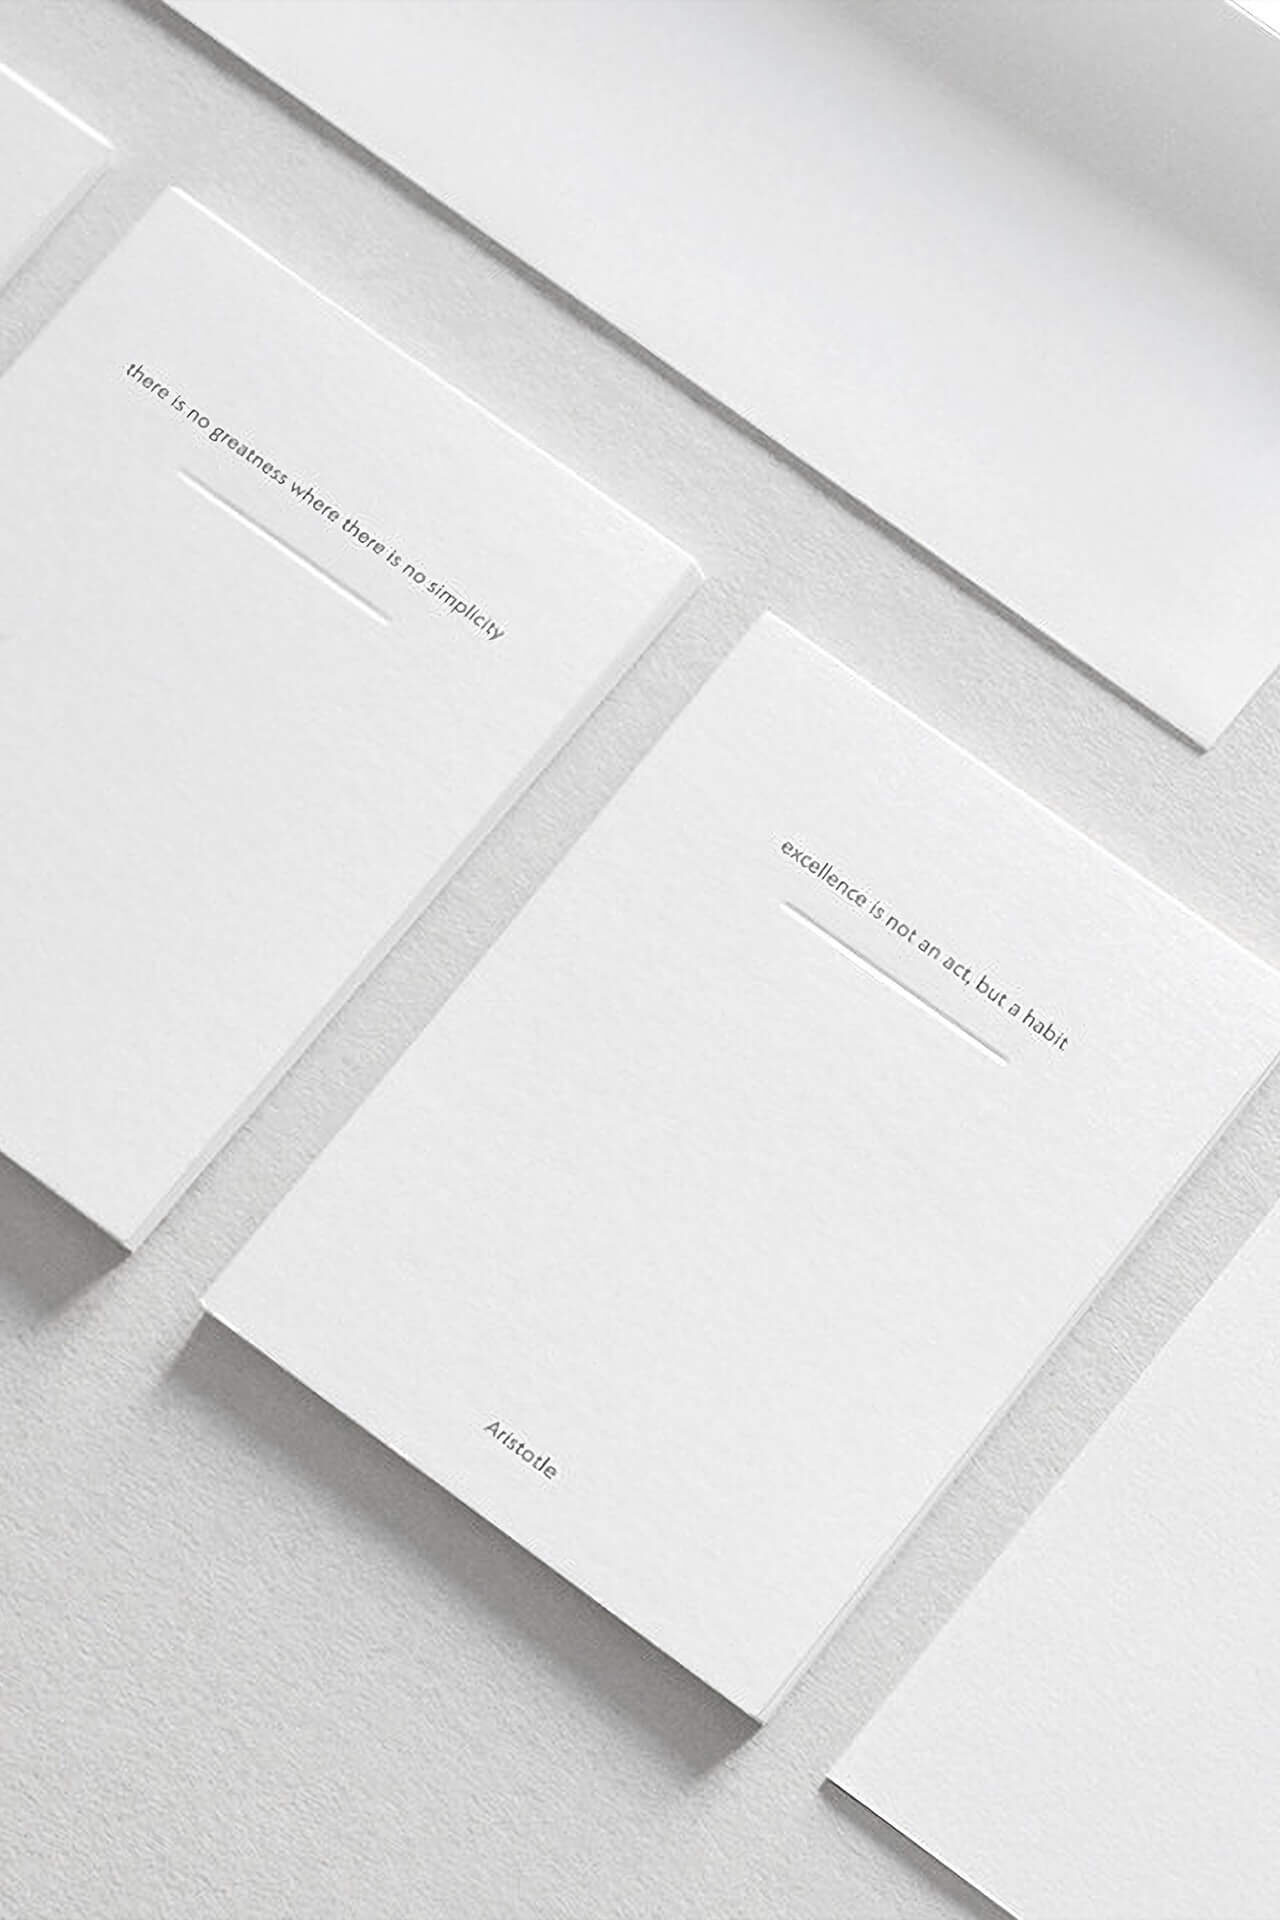 there is no greatness where there is no simplicity
excellence is not an act, but a habit
Aristotle